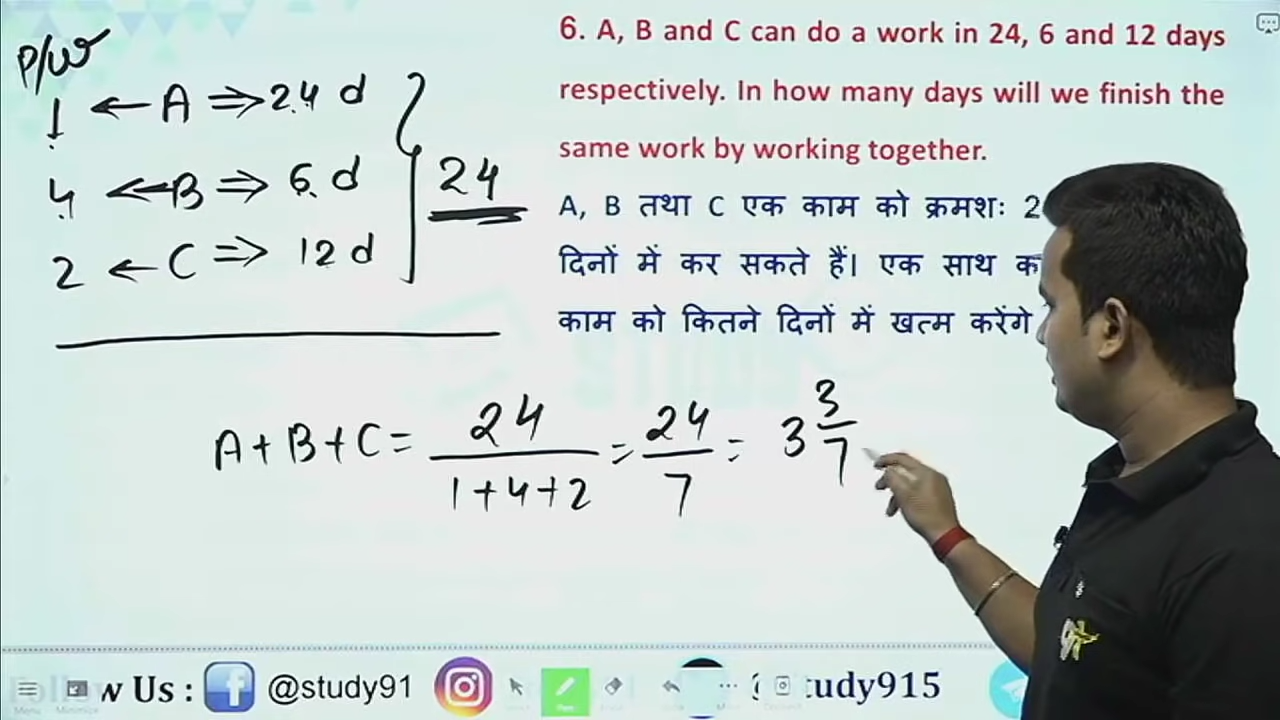 P/W
1 ← A ⇒ 24 d
4 ← B ⇒ 6 d
2 ← C ⇒ 12 d
24
6. A, B and C can do a work in 24, 6 and 12 days
respectively. In how many days will we finish the
same work by working together.
A, B तथा C एक काम को क्रमशः 2
दिनों में कर सकते हैं। एक साथ क
काम को कितने दिनों में खत्म करेंगे
A + B + C = 24/(1+4+2) = 24/7 = 3 3/7
w Us : @study91 tudy915
Menu Minimize